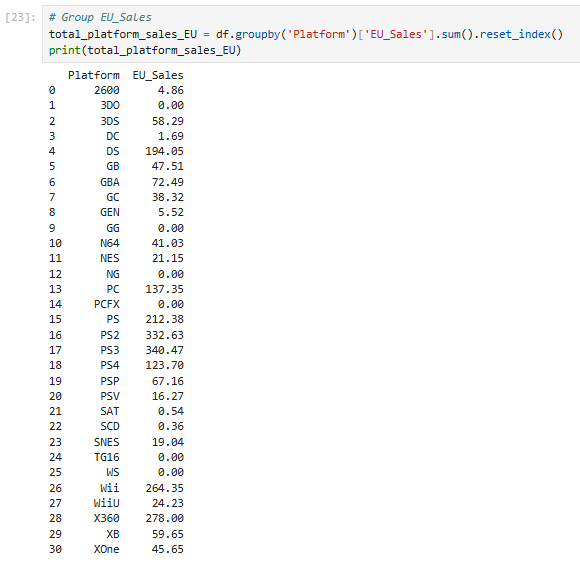 [23]: # Group EU_Sales
total_platform_sales_EU = df.groupby('Platform')['EU_Sales'].sum().reset_index()
print(total_platform_sales_EU)
Platform EU_Sales
0 2600 4.86
1 3DO 0.00
2 3DS 58.29
3 DC 1.69
4 DS 194.05
5 GB 47.51
6 GBA 72.49
7 GC 38.32
8 GEN 5.52
9 GG 0.00
10 N64 41.03
11 NES 21.15
12 NG 0.00
13 PC 137.35
14 PCFX 0.00
15 PS 212.38
16 PS2 332.63
17 PS3 340.47
18 PS4 123.70
19 PSP 67.16
20 PSV 16.27
21 SAT 0.54
22 SCD 0.36
23 SNES 19.04
24 TG16 0.00
25 WS 0.00
26 Wii 264.35
27 WiiU 24.23
28 X360 278.00
29 XB 59.65
30 XOne 45.65